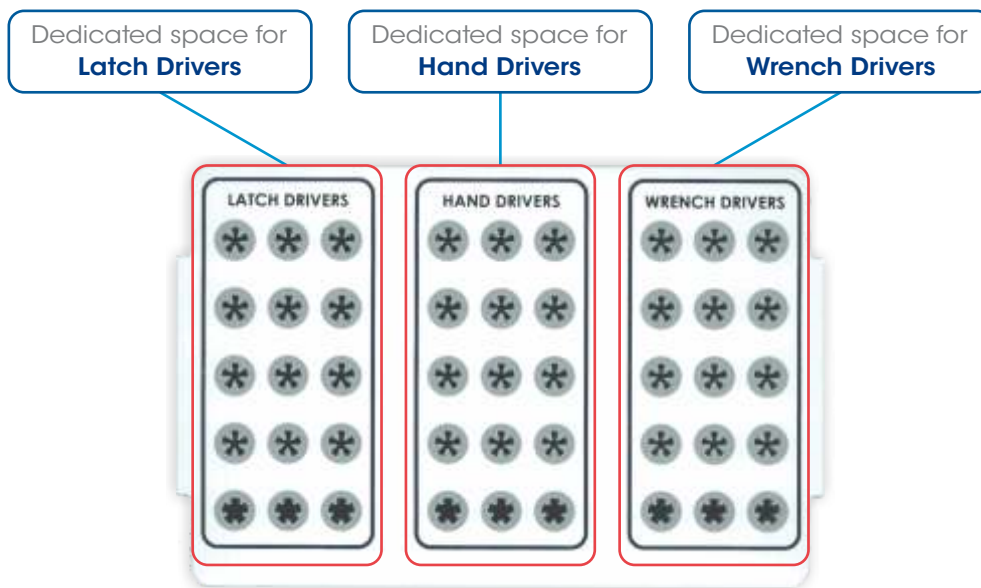 Dedicated space for
Latch Drivers
Dedicated space for
Hand Drivers
Dedicated space for
Wrench Drivers
LATCH DRIVERS
HAND DRIVERS
WRENCH DRIVERS